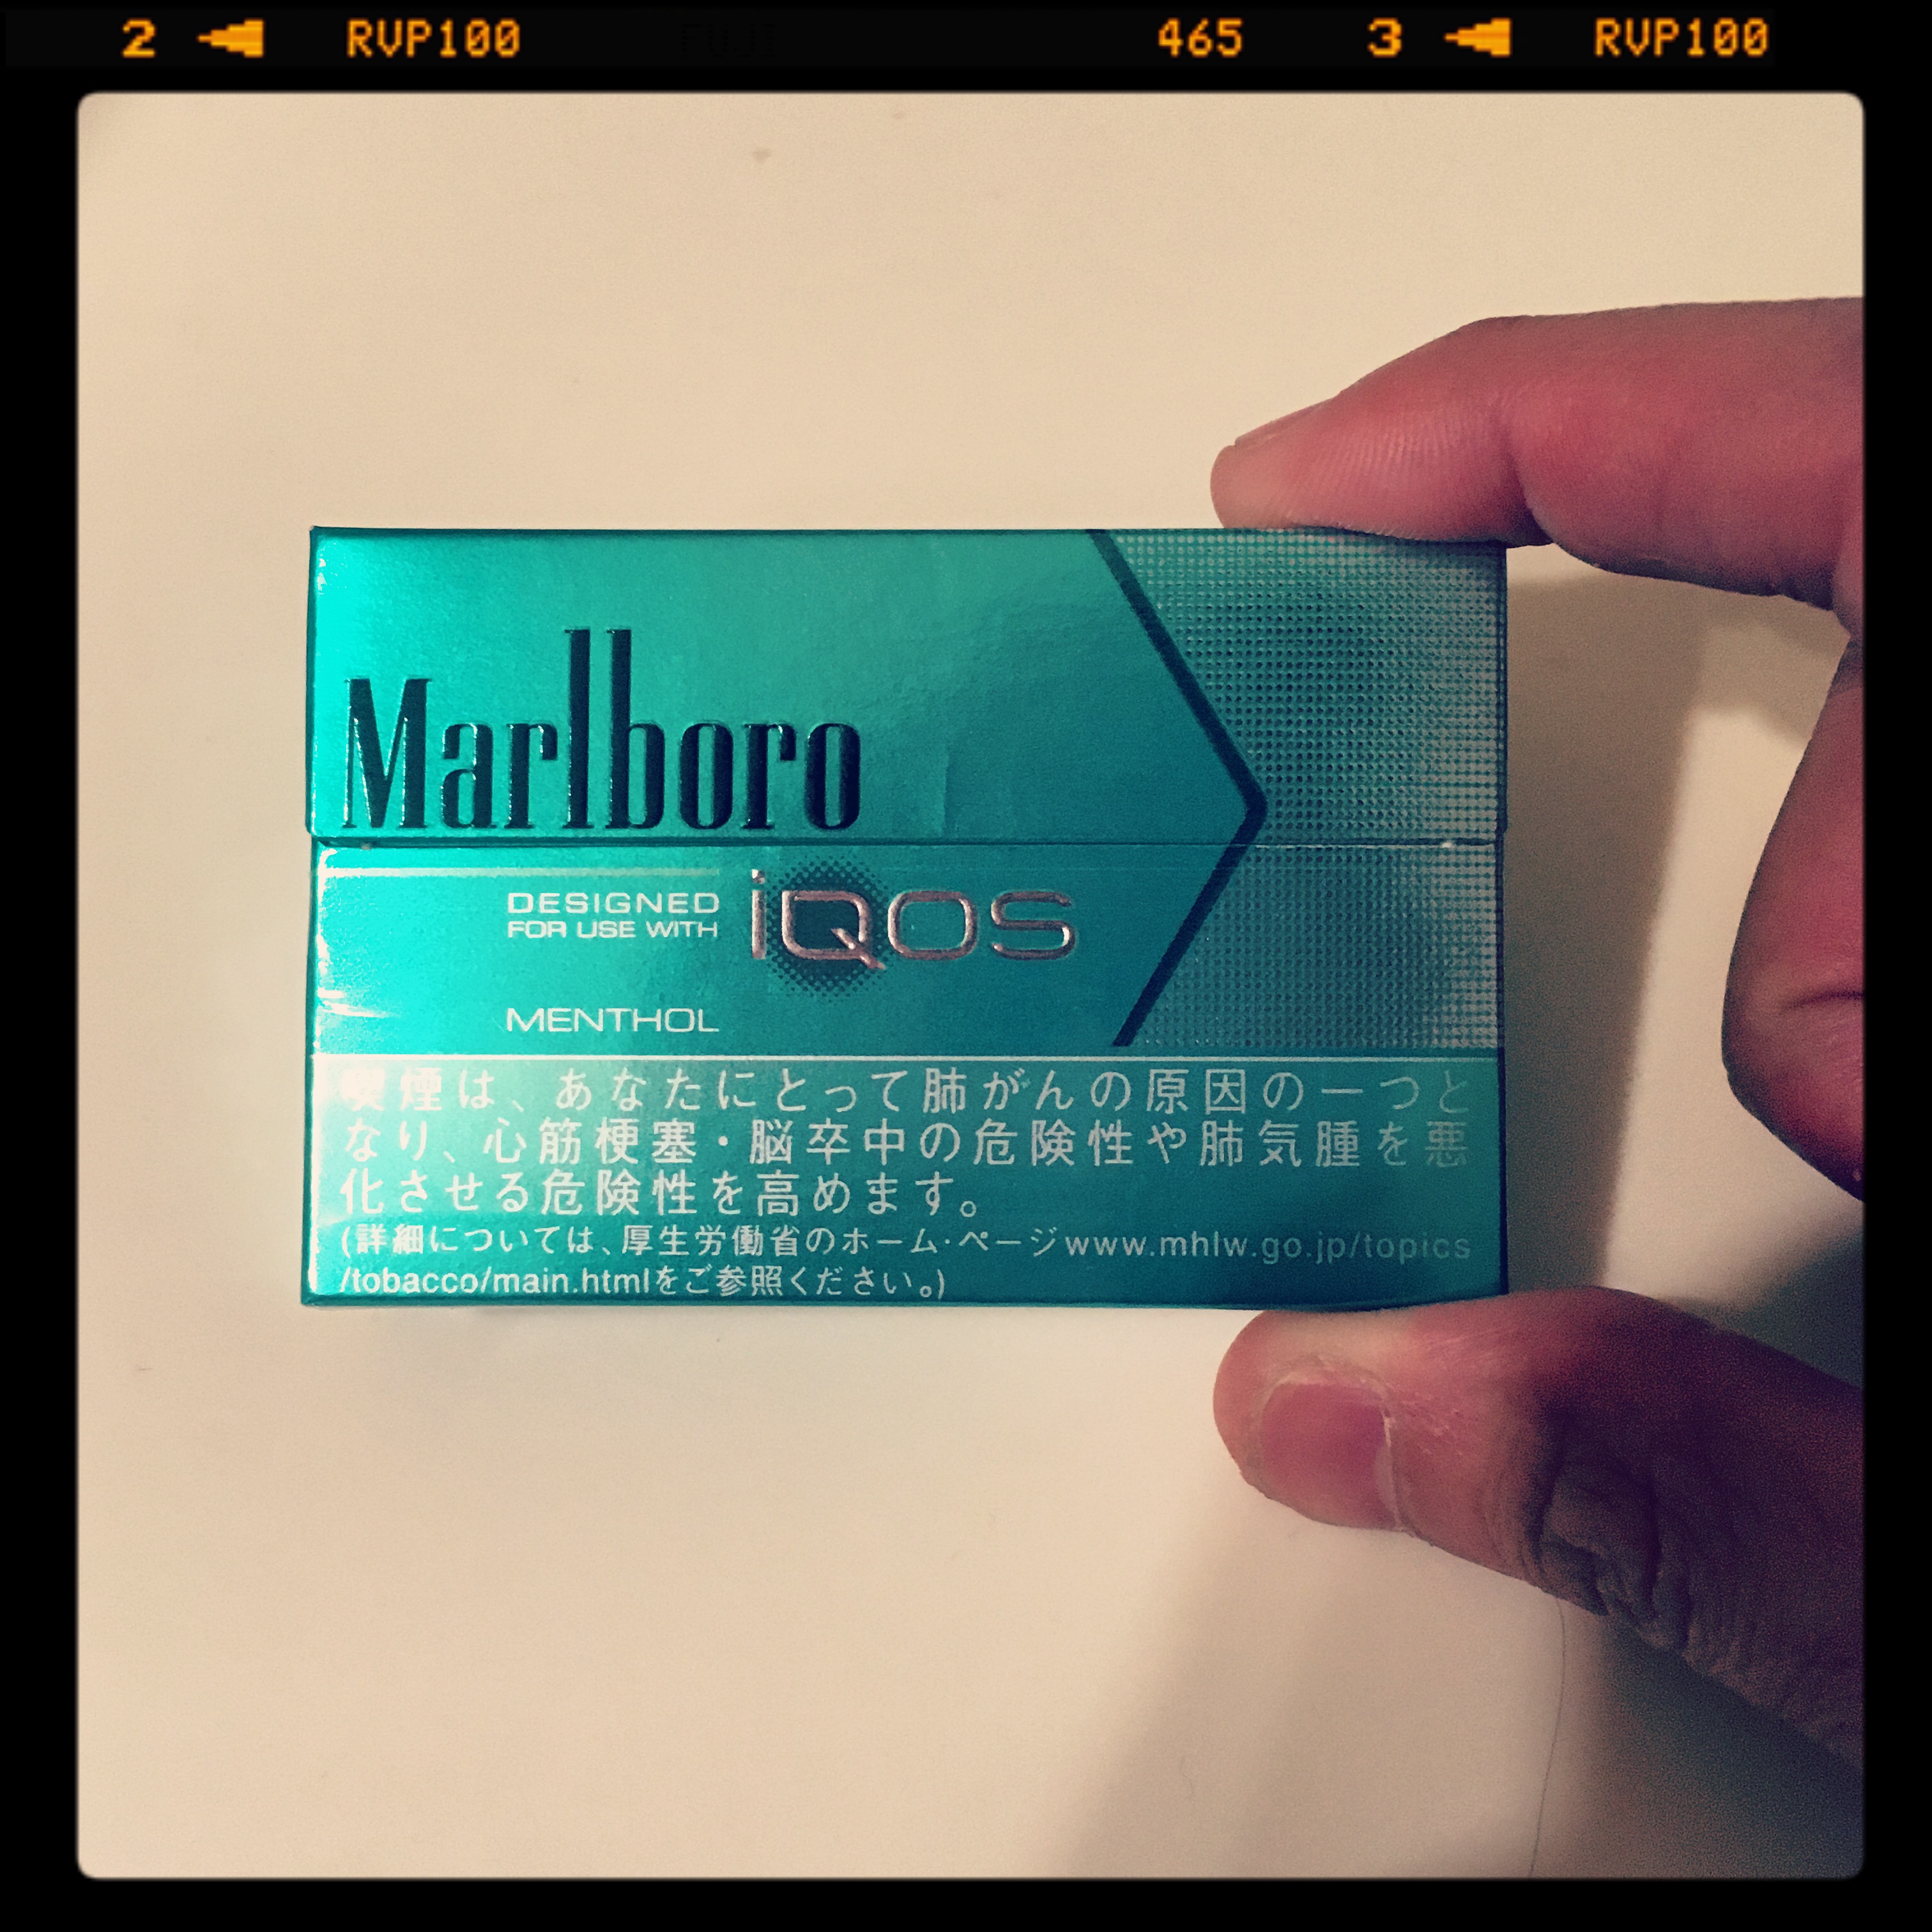 2 RVP100 465 3 RVP100
Marlboro
DESIGNED
FOR USE WITH
iQOS
MENTHOL
喫煙は、あなたにとって肺がんの原因の一つと
なり、心筋梗塞・脳卒中の危険性や肺気腫を悪
化させる危険性を高めます。
(詳細については、厚生労働省のホーム・ページwww.mhlw.go.jp/topics
/tobacco/main.htmlをご参照ください。)